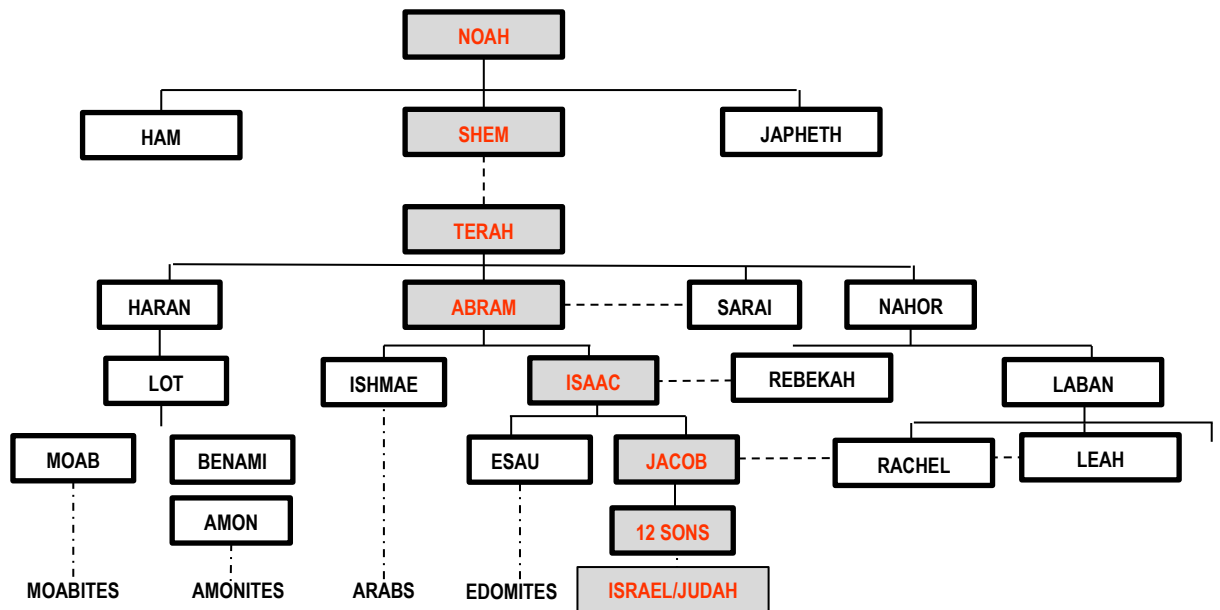 NOAH
HAM
SHEM
JAPHETH
TERAH
HARAN
ABRAM
SARAI
NAHOR
LOT
ISHMAE
ISAAC
REBEKAH
LABAN
MOAB
BENAMI
ESAU
JACOB
RACHEL
LEAH
AMON
12 SONS
MOABITES
AMONITES
ARABS
EDOMITES
ISRAEL/JUDAH